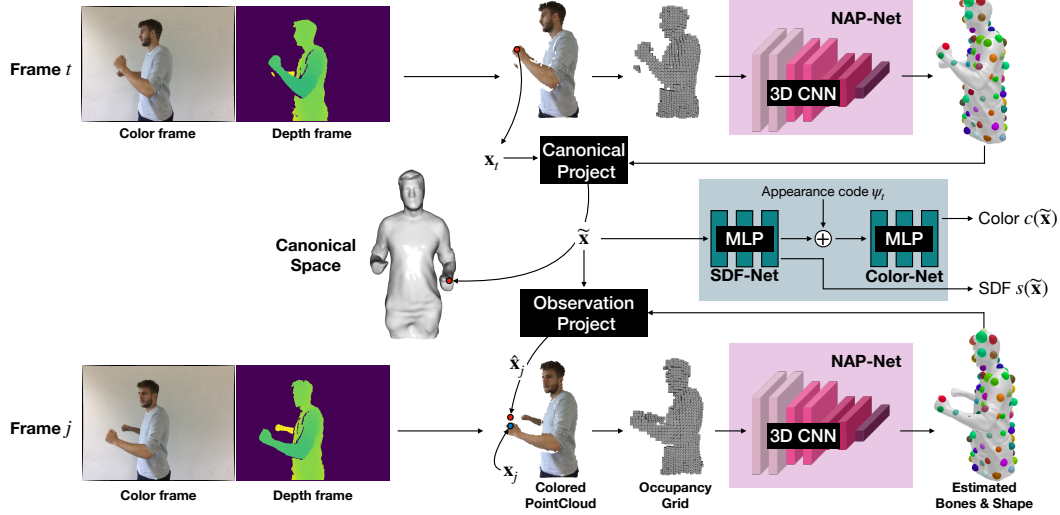 NAP-Net
Frame t
3D CNN
Color frame
Depth frame
x_t
Canonical
Project
Appearance code ψ_t
Canonical
Space
x̃
MLP
MLP
Color c(x̃)
SDF-Net
Color-Net
SDF s(x̃)
Observation
Project
x̂_j
NAP-Net
Frame j
3D CNN
x_j
Color frame
Depth frame
Colored
PointCloud
Occupancy
Grid
Estimated
Bones & Shape